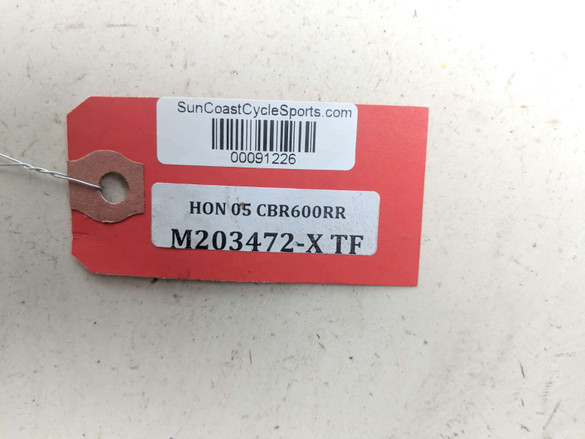 SunCoastCycleSports.com
00091226
HON 05 CBR600RR
M203472-X TF